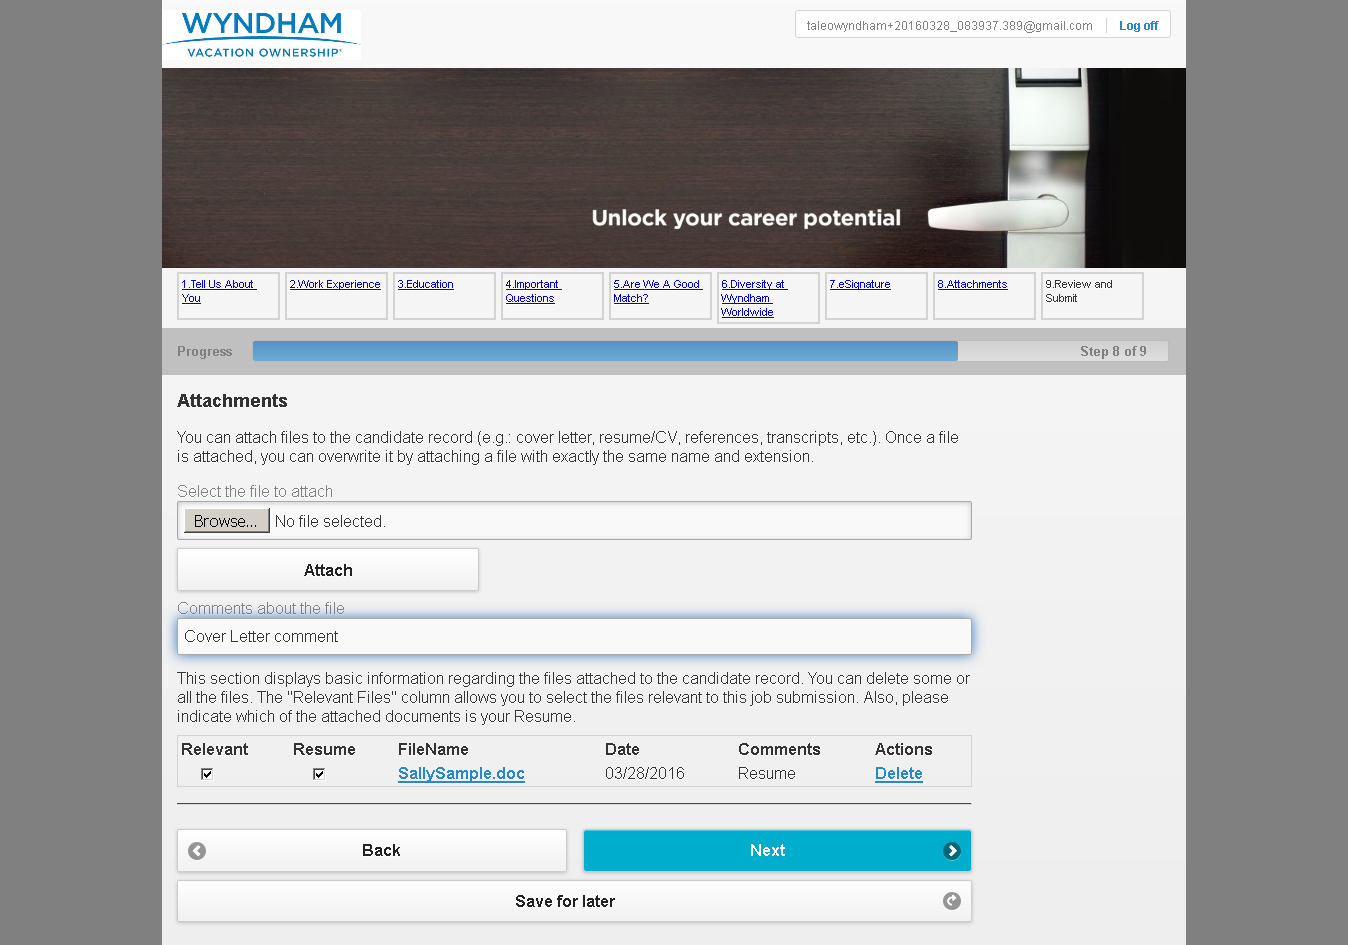 WYNDHAM
VACATION OWNERSHIP
taleowyndham+20160328_083937.389@gmail.com
Log off
Unlock your career potential
1.Tell Us About You
2.Work Experience
3.Education
4.Important Questions
5.Are We A Good Match?
6.Diversity at Wyndham Worldwide
7.eSignature
8.Attachments
9.Review and Submit
Progress
Step 8 of 9
Attachments
You can attach files to the candidate record (e.g.: cover letter, resume/CV, references, transcripts, etc.). Once a file
is attached, you can overwrite it by attaching a file with exactly the same name and extension.
Select the file to attach
Browse... No file selected.
Attach
Comments about the file
Cover Letter comment
This section displays basic information regarding the files attached to the candidate record. You can delete some or
all the files. The "Relevant Files" column allows you to select the files relevant to this job submission. Also, please
indicate which of the attached documents is your Resume.
Relevant Resume FileName Date Comments Actions
SallySample.doc 03/28/2016 Resume Delete
Back
Next
Save for later